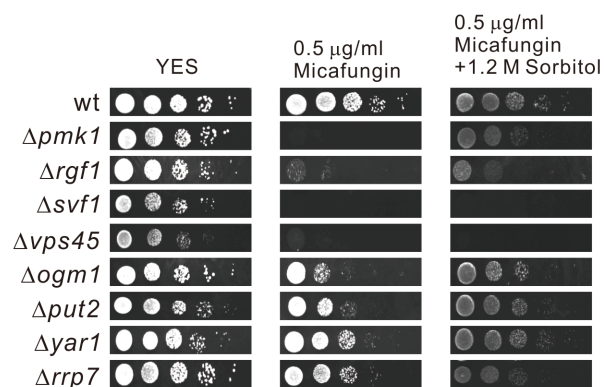 YES
0.5 μg/ml
Micafungin
0.5 μg/ml
Micafungin
+1.2 M Sorbitol
wt
Δpmk1
Δrgf1
Δsvf1
Δvps45
Δogm1
Δput2
Δyar1
Δrrp7